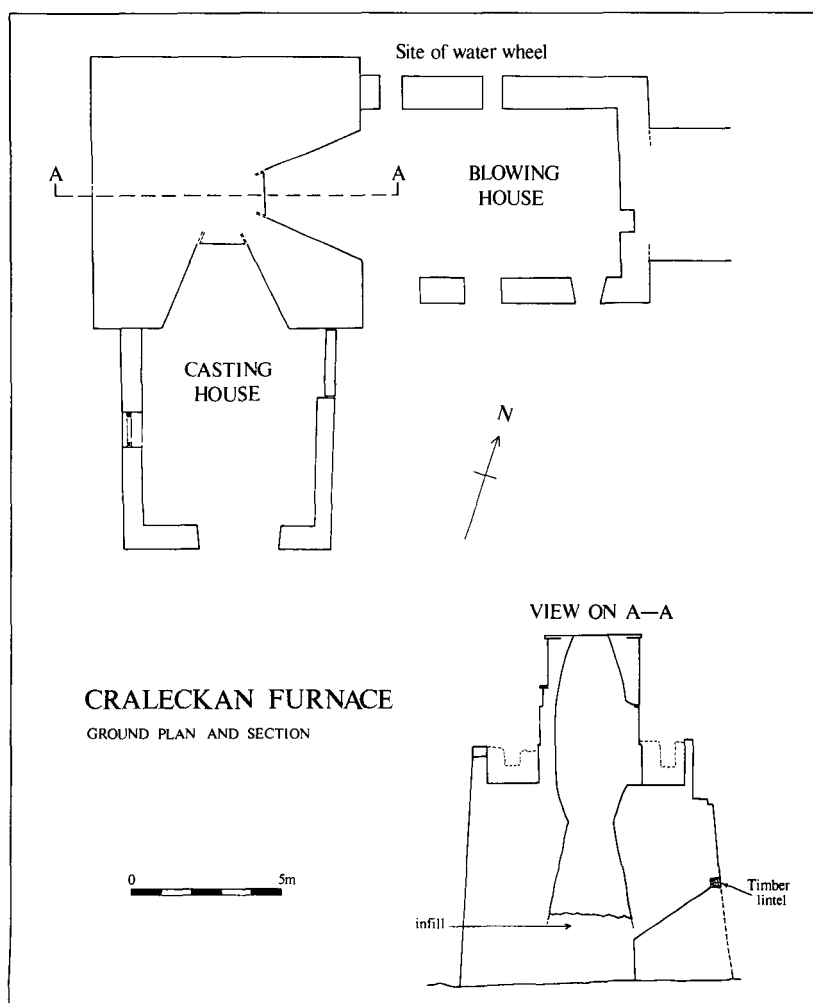 Site of water wheel
A
A
BLOWING
HOUSE
CASTING
HOUSE
N
VIEW ON A—A
CRALECKAN FURNACE
GROUND PLAN AND SECTION
0
5m
Timber
lintel
infill